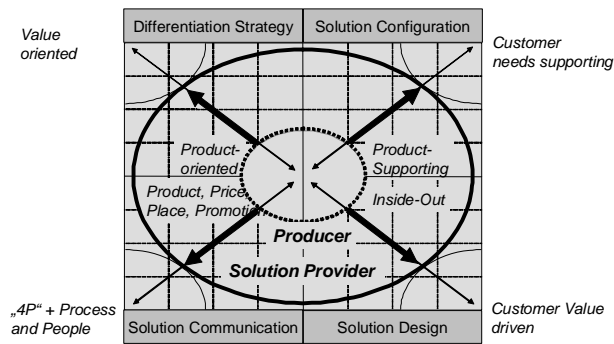 Differentiation Strategy
Solution Configuration
Value
oriented
Customer
needs supporting
Product-
oriented
Product-
Supporting
Product, Price
Place, Promotion
Inside-Out
Producer
Solution Provider
„4P“ + Process
and People
Customer Value
driven
Solution Communication
Solution Design